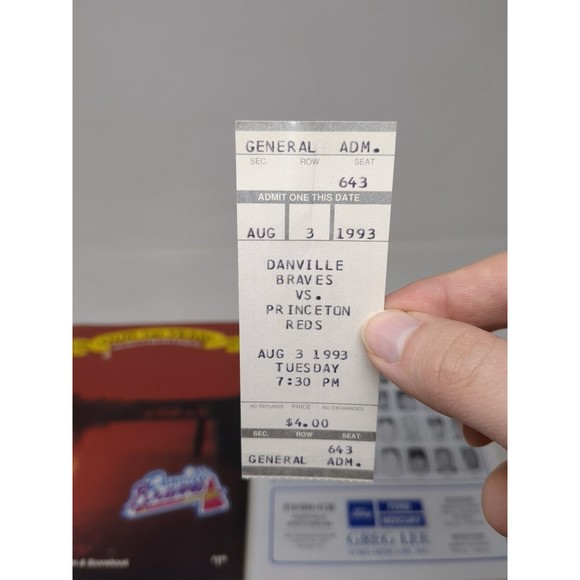 GENERAL ADM.
SEC. ROW SEAT
643
ADMIT ONE THIS DATE
AUG 3 1993
DANVILLE
BRAVES
VS.
PRINCETON
REDS
AUG 3 1993
TUESDAY
7:30 PM
NO REFUNDS PRICE NO EXCHANGES
$4.00
SEC. ROW SEAT
643
GENERAL ADM.
GREG LEE